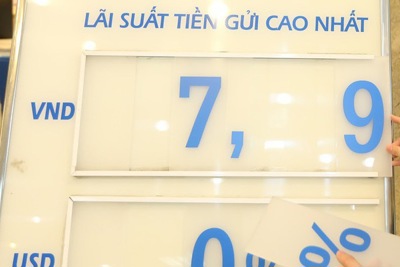 LÃI SUẤT TIỀN GỬI CAO NHẤT
VND 7,9
USD 0 %
%